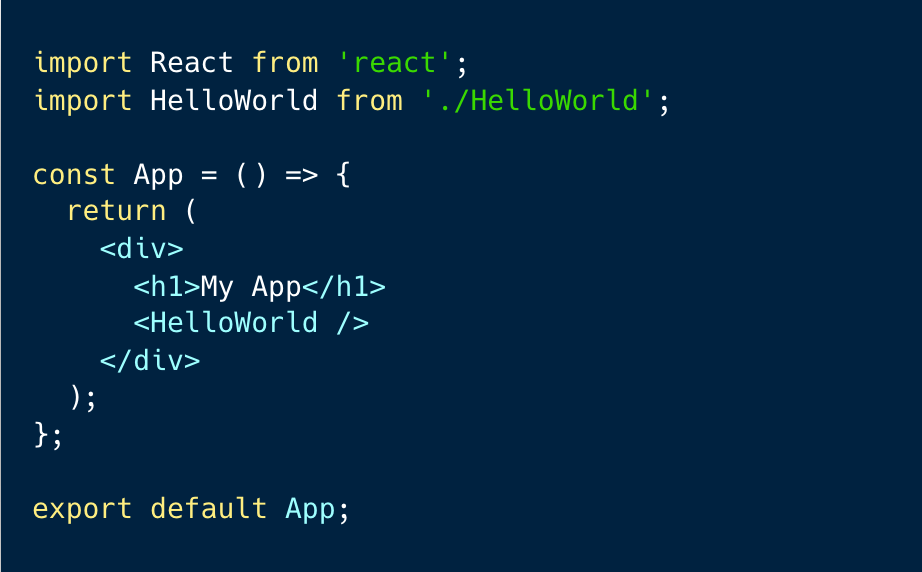 import React from 'react';
import HelloWorld from './HelloWorld';

const App = () => {
  return (
    <div>
      <h1>My App</h1>
      <HelloWorld />
    </div>
  );
};

export default App;